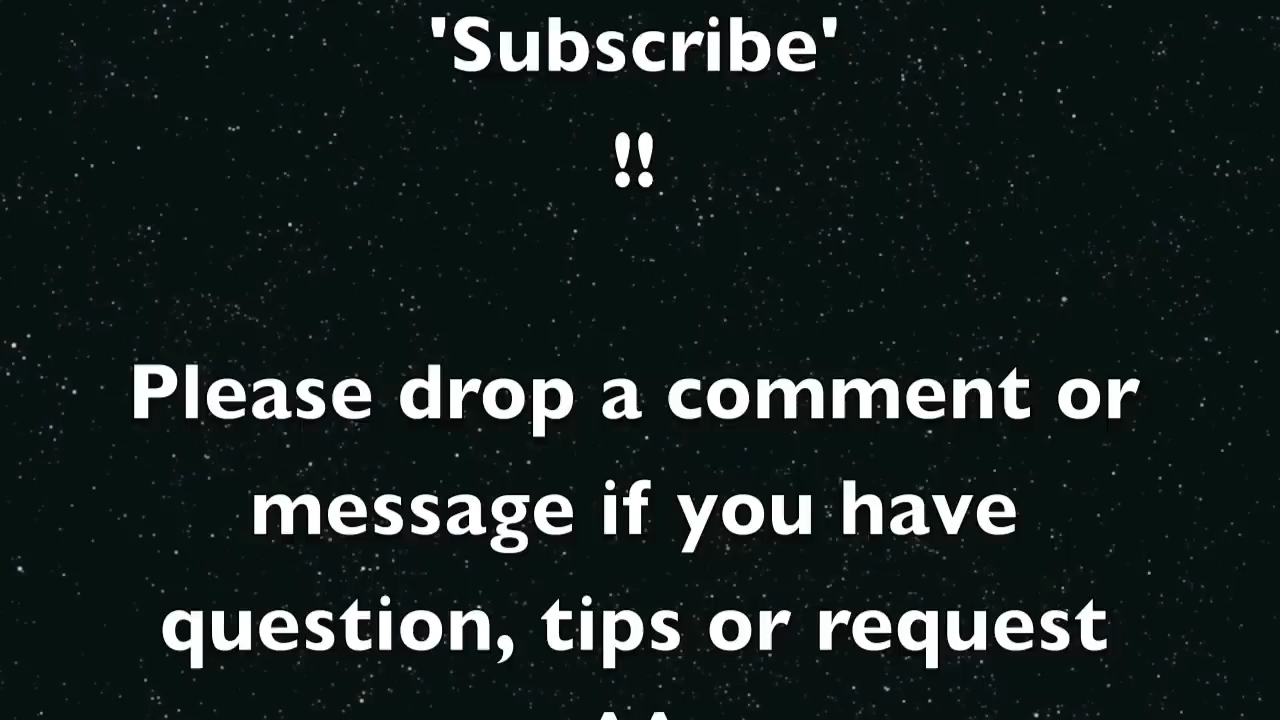 'Subscribe'
!!
Please drop a comment or
message if you have
question, tips or request